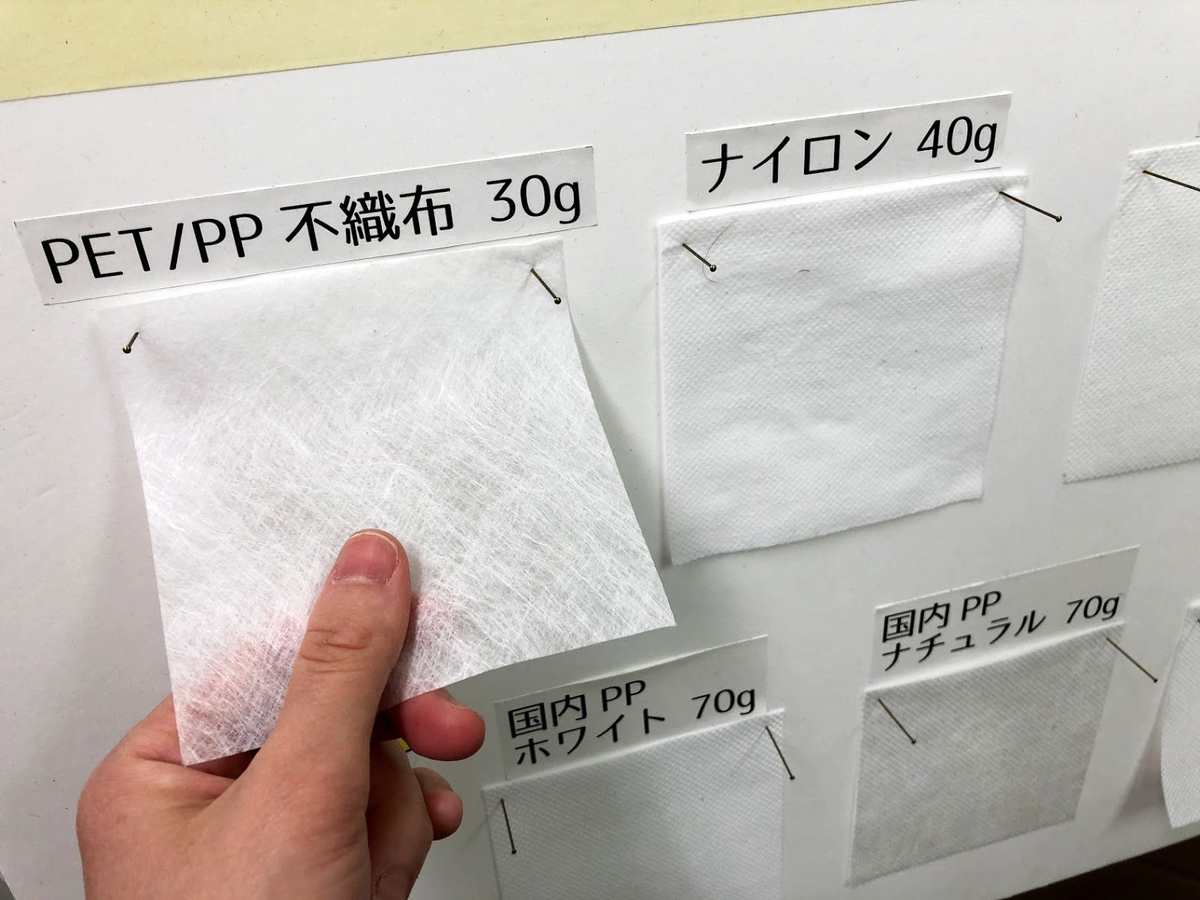 PET/PP 不織布 30g
ナイロン 40g
国内 PP
ホワイト 70g
国内 PP
ナチュラル 70g